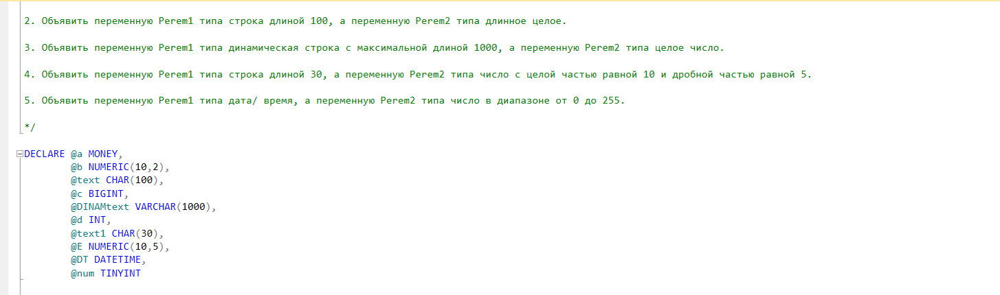 2. Объявить переменную Perem1 типа строка длиной 100, а переменную Perem2 типа длинное целое.
3. Объявить переменную Perem1 типа динамическая строка с максимальной длиной 1000, а переменную Perem2 типа целое число.
4. Объявить переменную Perem1 типа строка длиной 30, а переменную Perem2 типа число с целой частью равной 10 и дробной частью равной 5.
5. Объявить переменную Perem1 типа дата/ время, а переменную Perem2 типа число в диапазоне от 0 до 255.
*/
DECLARE @a MONEY,
@b NUMERIC(10,2),
@text CHAR(100),
@c BIGINT,
@DINAMtext VARCHAR(1000),
@d INT,
@text1 CHAR(30),
@E NUMERIC(10,5),
@DT DATETIME,
@num TINYINT